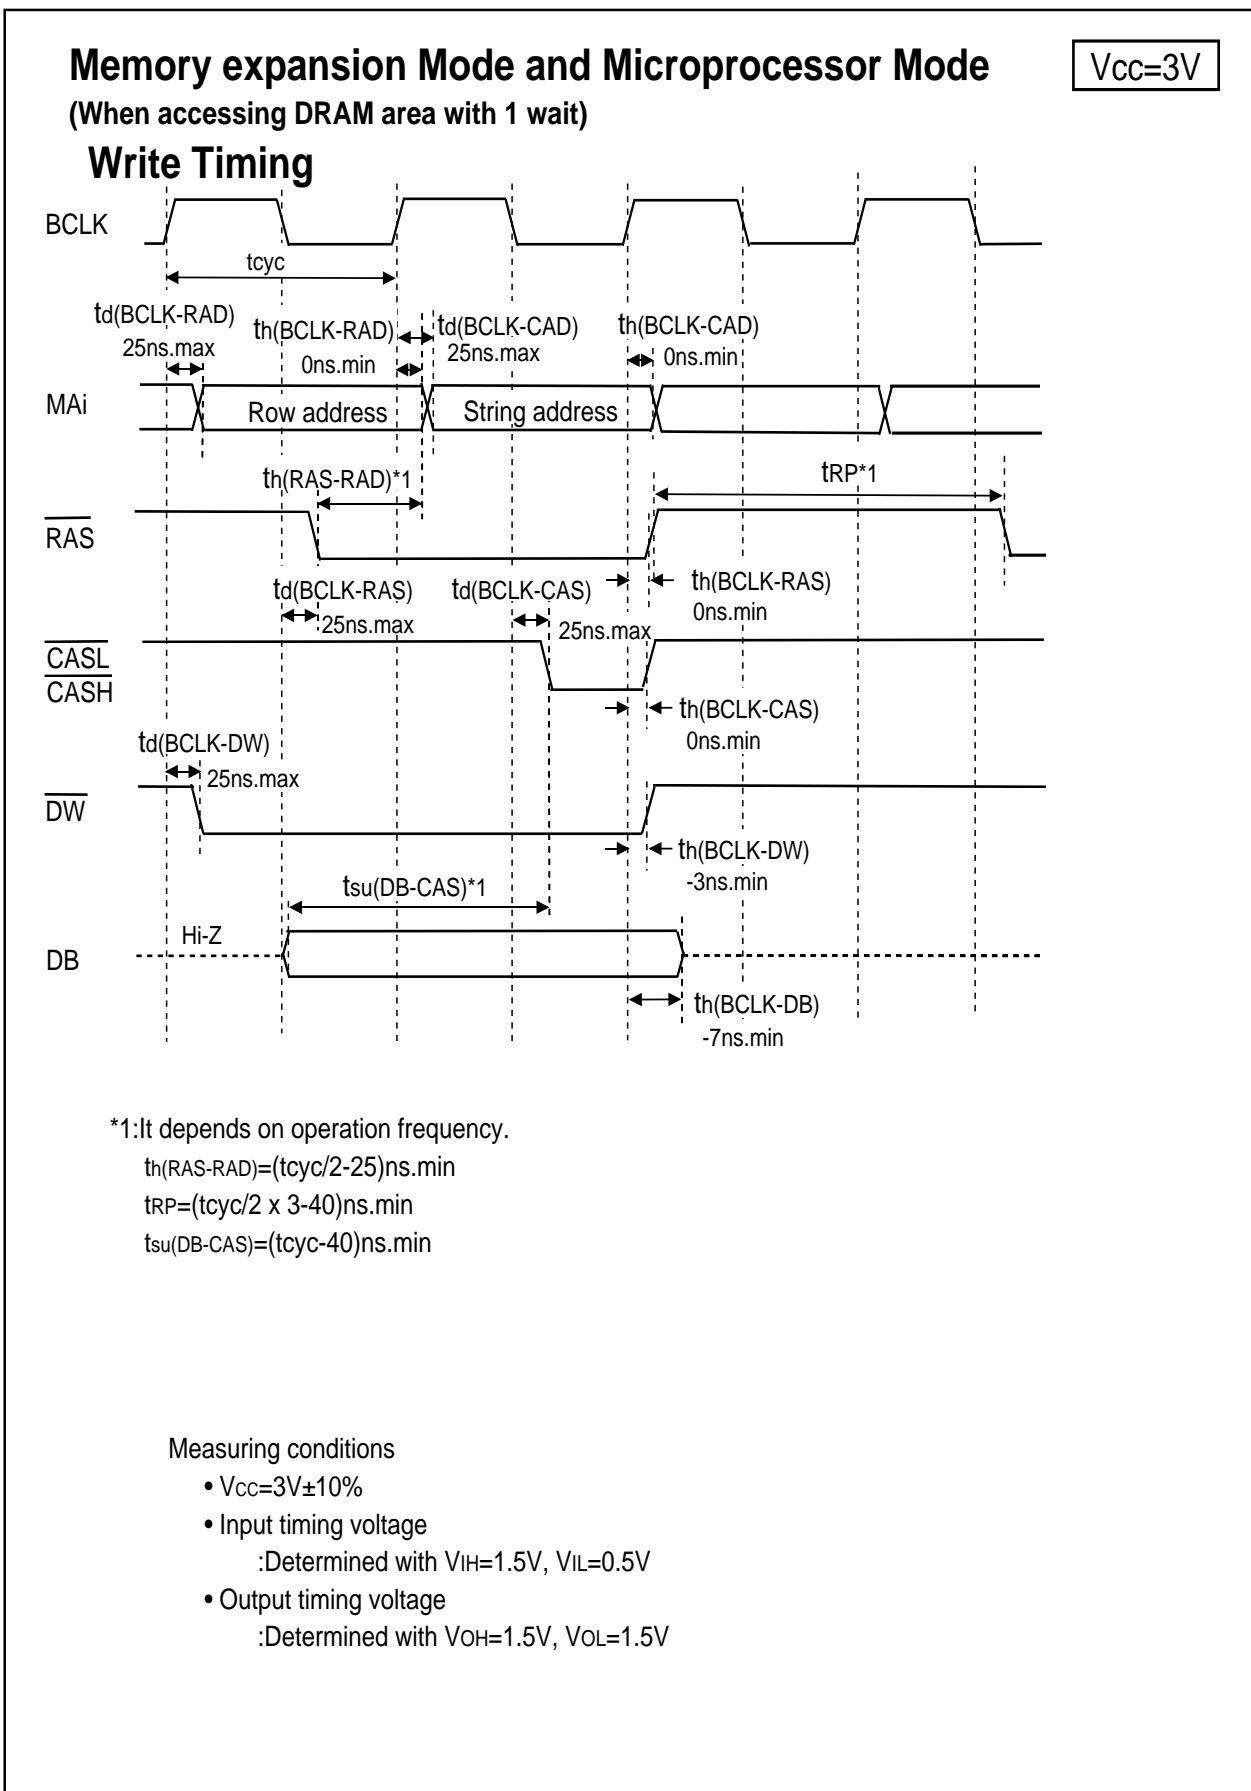 Memory expansion Mode and Microprocessor Mode
Vcc=3V
(When accessing DRAM area with 1 wait)
Write Timing
BCLK
tcyc
td(BCLK-RAD)
25ns.max
th(BCLK-RAD)
0ns.min
td(BCLK-CAD)
25ns.max
th(BCLK-CAD)
0ns.min
MAi
Row address
String address
th(RAS-RAD)*1
tRP*1
RAS
td(BCLK-RAS)
25ns.max
td(BCLK-CAS)
25ns.max
th(BCLK-RAS)
0ns.min
CASL
CASH
th(BCLK-CAS)
0ns.min
td(BCLK-DW)
25ns.max
DW
th(BCLK-DW)
-3ns.min
tsu(DB-CAS)*1
Hi-Z
DB
th(BCLK-DB)
-7ns.min
*1:It depends on operation frequency.
th(RAS-RAD)=(tcyc/2-25)ns.min
tRP=(tcyc/2 x 3-40)ns.min
tsu(DB-CAS)=(tcyc-40)ns.min
Measuring conditions
• VCC=3V±10%
• Input timing voltage
:Determined with VIH=1.5V, VIL=0.5V
• Output timing voltage
:Determined with VOH=1.5V, VOL=1.5V